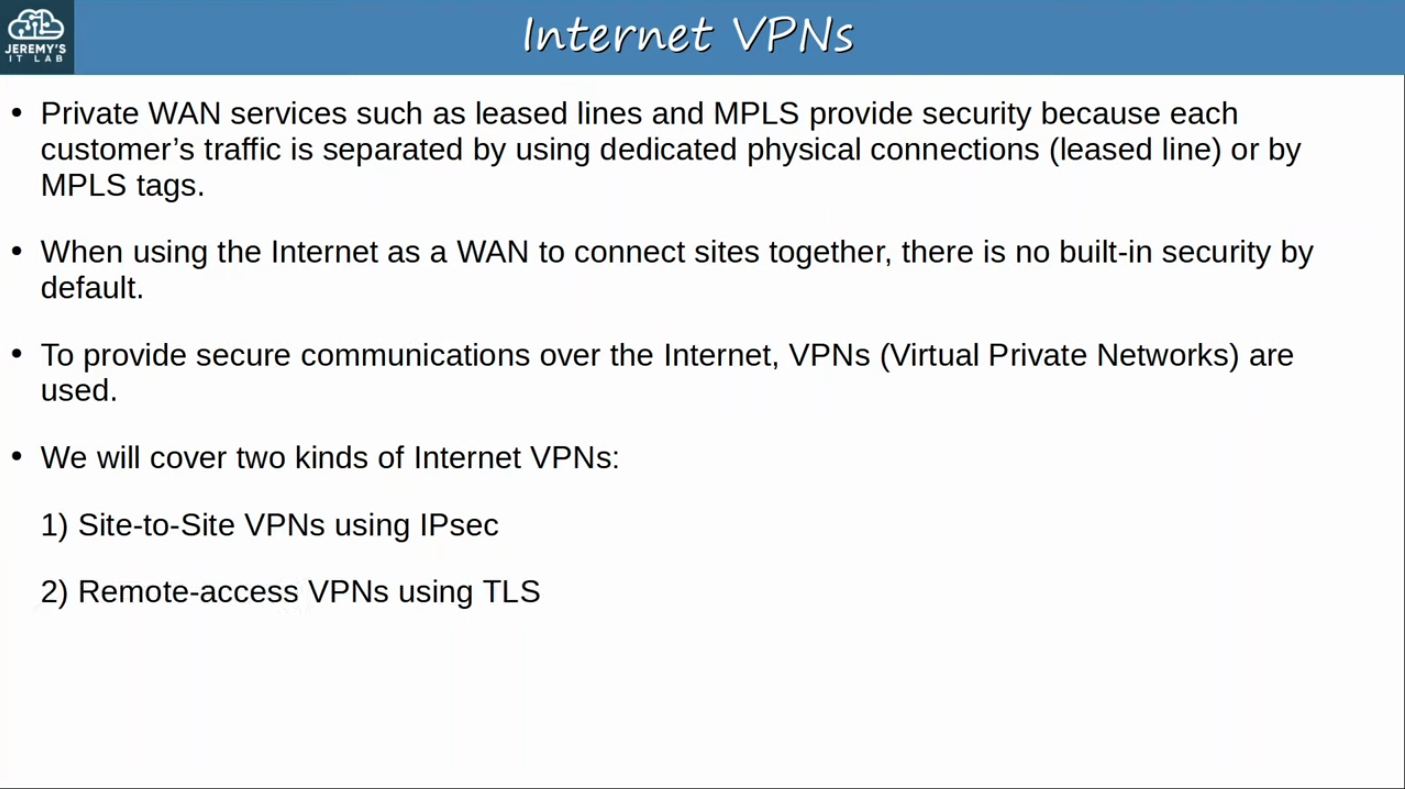 JEREMY'S
IT LAB
Internet VPNs
• Private WAN services such as leased lines and MPLS provide security because each
customer’s traffic is separated by using dedicated physical connections (leased line) or by
MPLS tags.
• When using the Internet as a WAN to connect sites together, there is no built-in security by
default.
• To provide secure communications over the Internet, VPNs (Virtual Private Networks) are
used.
• We will cover two kinds of Internet VPNs:
1) Site-to-Site VPNs using IPsec
2) Remote-access VPNs using TLS